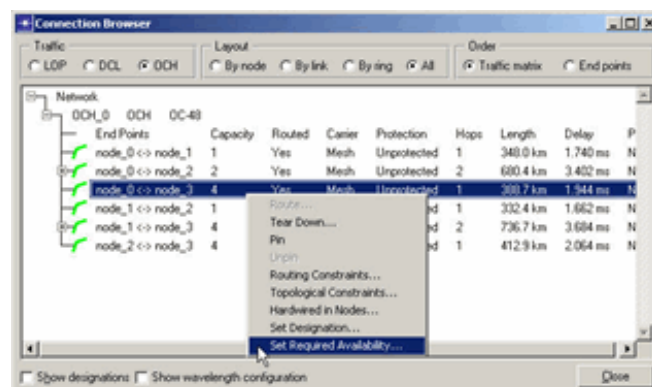 Connection Browser
Traffic Layout Order
LOP DCL OCH By node By link By ring All Traffic matrix End points
Network
OCH_0 OCH OC-48
End Points Capacity Routed Carrier Protection Hops Length Delay P
node_0 <-> node_1 1 Yes Mesh Unprotected 1 348.0 km 1.740 ms N
node_0 <-> node_2 2 Yes Mesh Unprotected 2 680.4 km 3.402 ms N
node_0 <-> node_3 4 Yes Mesh Unprotected 1 388.7 km 1.944 ms N
node_1 <-> node_2 1 ed 1 332.4 km 1.662 ms N
node_1 <-> node_3 4 ed 2 736.7 km 3.684 ms N
node_2 <-> node_3 4 ed 1 412.9 km 2.064 ms N
Route...
Tear Down...
Pin
Unpin
Routing Constraints...
Topological Constraints...
Hardwired in Nodes...
Set Designation...
Set Required Availability...
Show designations Show wavelength configuration Close